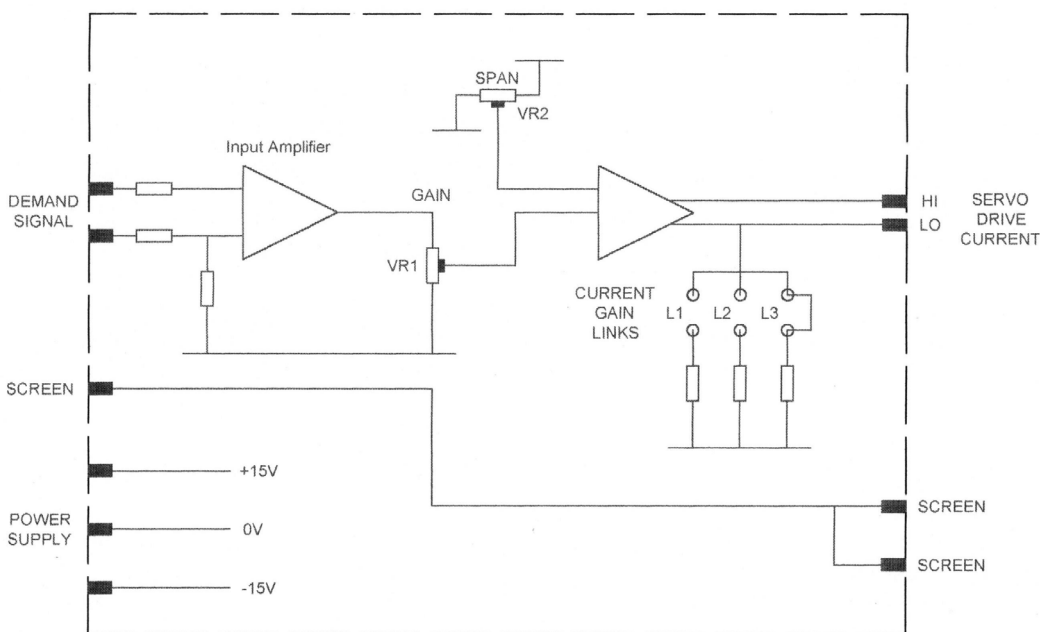 SPAN
VR2
Input Amplifier
DEMAND
SIGNAL
GAIN
VR1
HI
LO
SERVO
DRIVE
CURRENT
CURRENT
GAIN
LINKS
L1
L2
L3
SCREEN
+15V
POWER
SUPPLY
0V
-15V
SCREEN
SCREEN